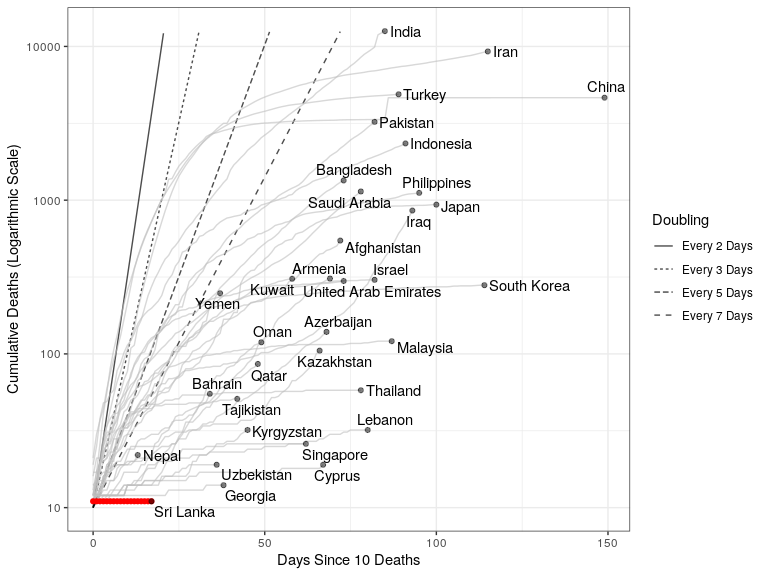 India
10000
Iran
China
Turkey
Pakistan
Indonesia
Bangladesh
Philippines
Saudi Arabia
1000
Japan
Iraq
Afghanistan
Armenia
Israel
Kuwait
United Arab Emirates
South Korea
Yemen
Azerbaijan
Oman
100
Malaysia
Kazakhstan
Qatar
Bahrain
Thailand
Tajikistan
Lebanon
Kyrgyzstan
Nepal
Singapore
Uzbekistan
Cyprus
Georgia
10
Sri Lanka
0
50
100
150
Days Since 10 Deaths
Cumulative Deaths (Logarithmic Scale)
Doubling
Every 2 Days
Every 3 Days
Every 5 Days
Every 7 Days